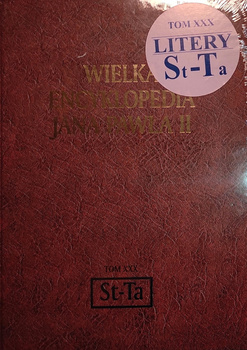 TOM XXX
LITERY
St-Ta
WIELKA
ENCYKLOPEDIA
JANA PAWŁA II
TOM XXX
St-Ta